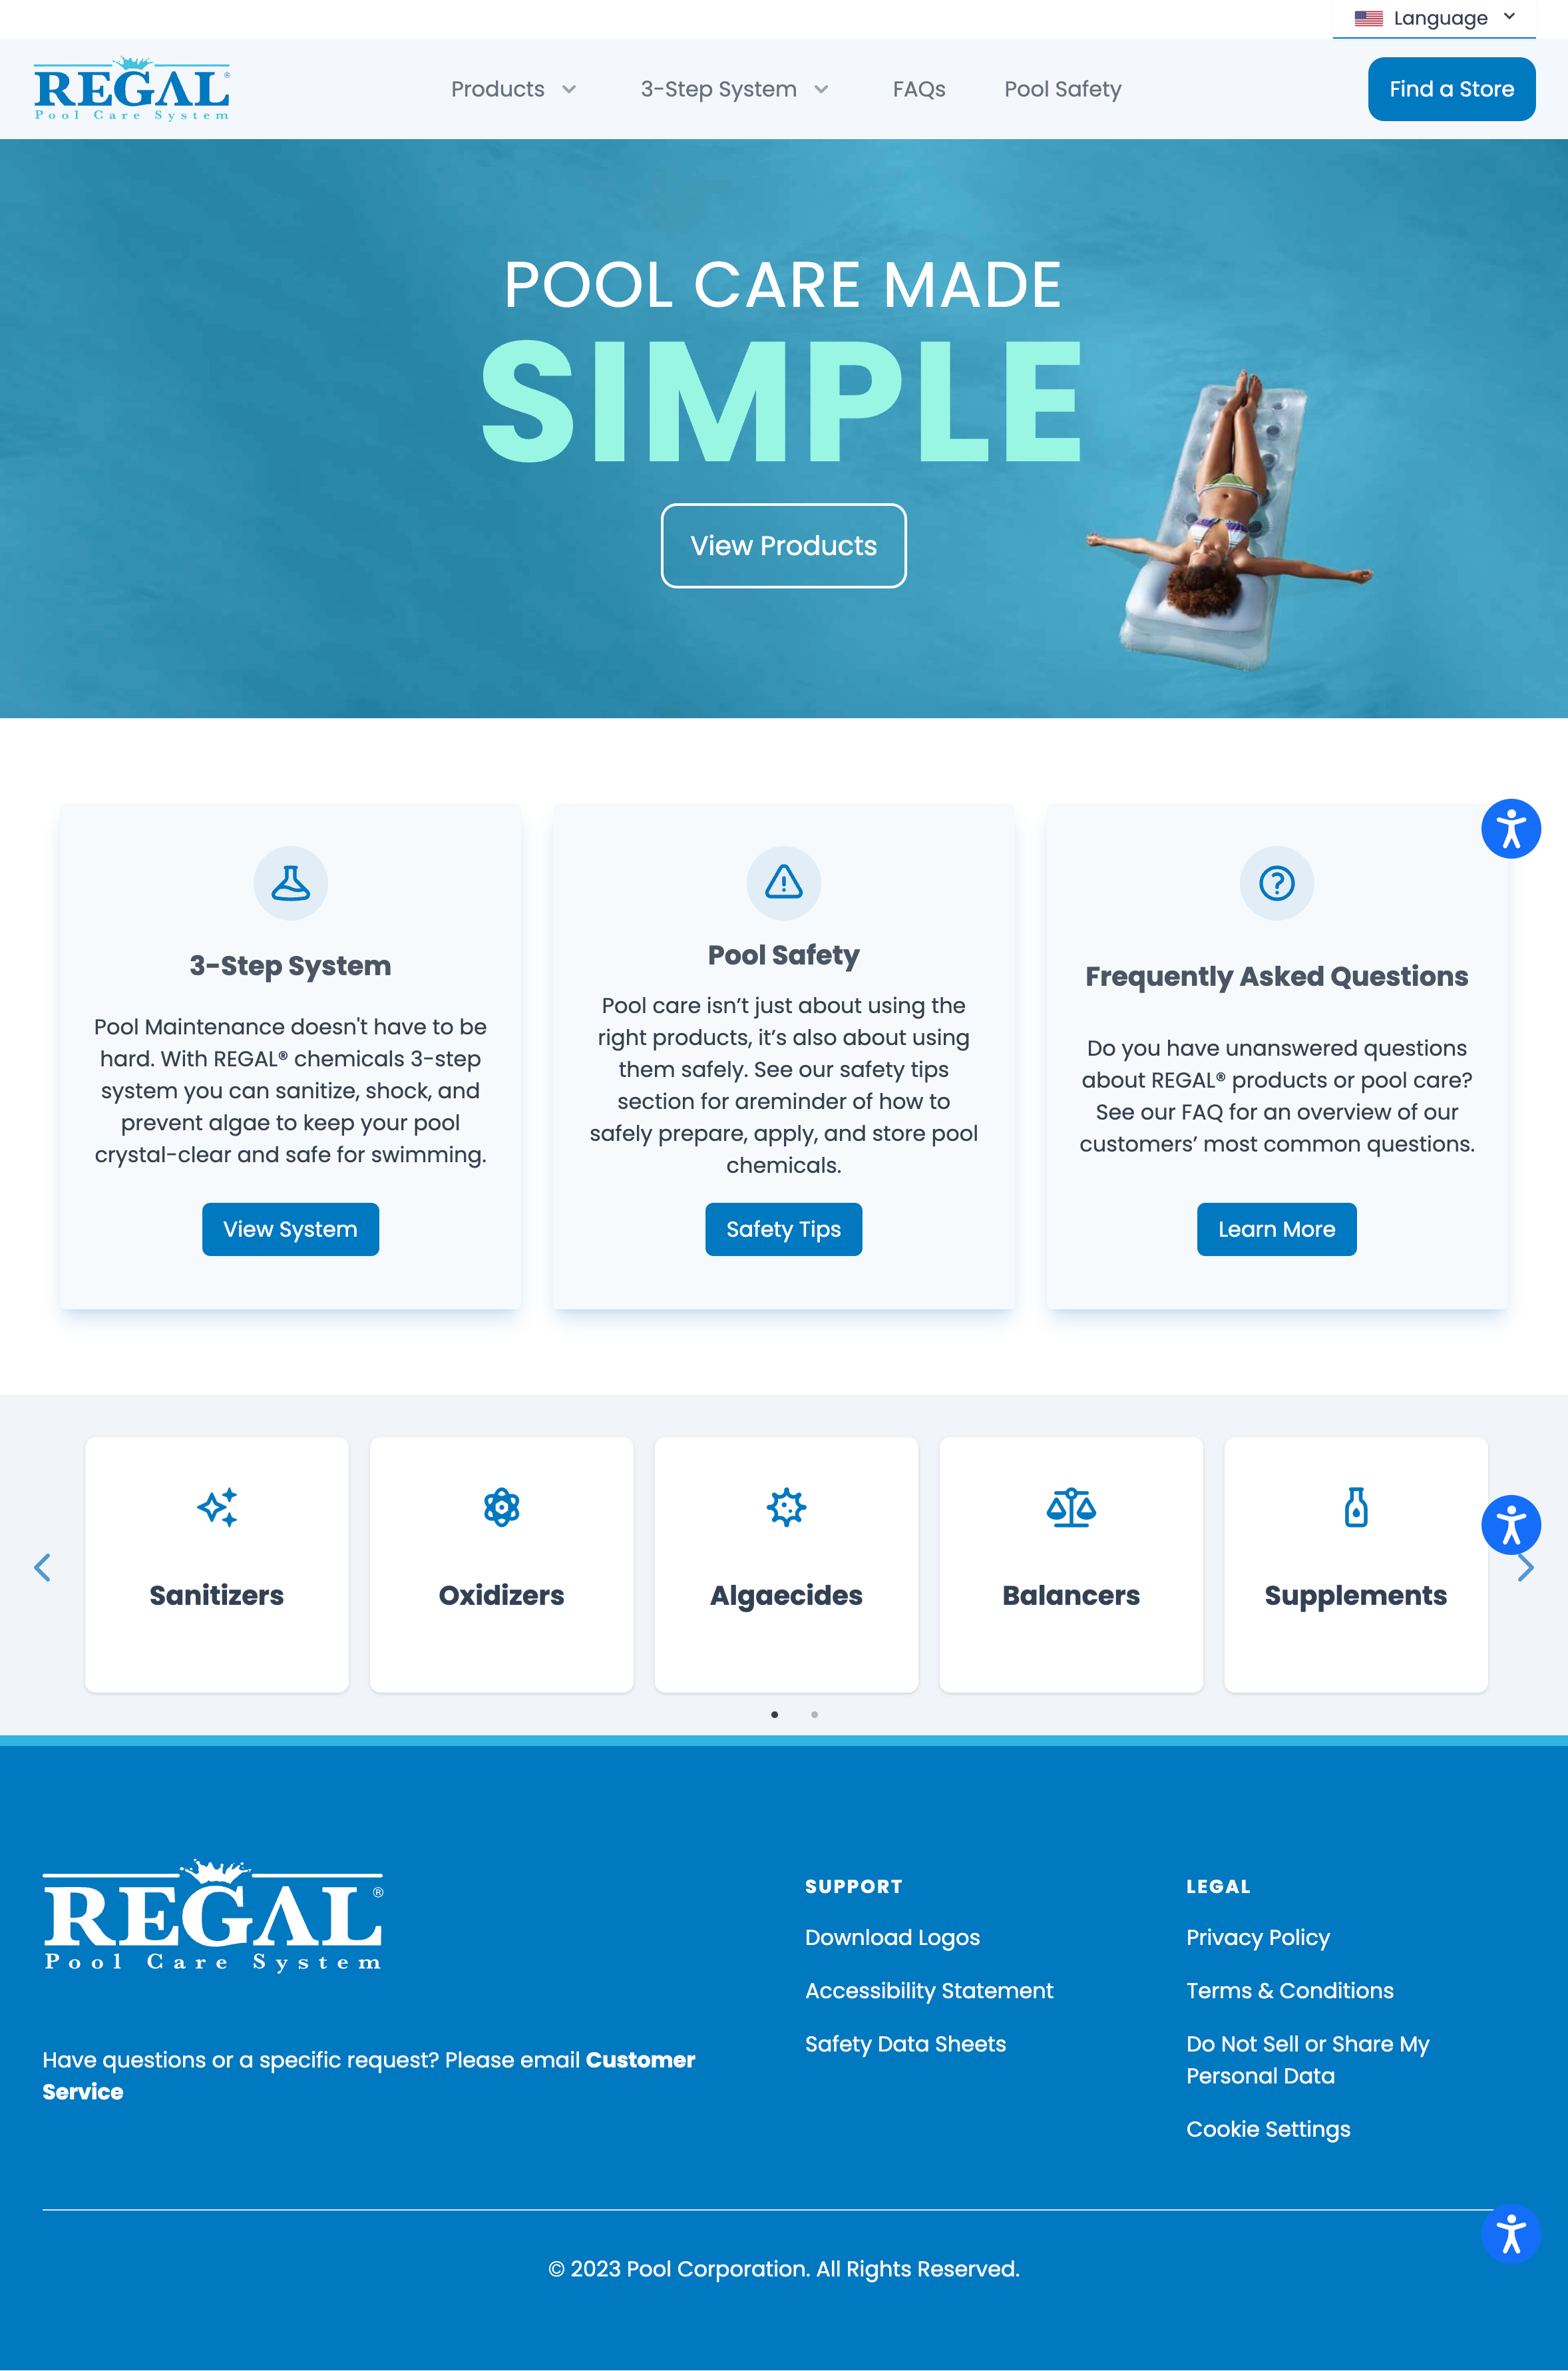 Language
REGAL®
Pool Care System
Products
3-Step System
FAQs
Pool Safety
Find a Store
POOL CARE MADE
SIMPLE
View Products
3-Step System
Pool Maintenance doesn't have to be
hard. With REGAL® chemicals 3-step
system you can sanitize, shock, and
prevent algae to keep your pool
crystal-clear and safe for swimming.
View System
Pool Safety
Pool care isn’t just about using the
right products, it’s also about using
them safely. See our safety tips
section for areminder of how to
safely prepare, apply, and store pool
chemicals.
Safety Tips
Frequently Asked Questions
Do you have unanswered questions
about REGAL® products or pool care?
See our FAQ for an overview of our
customers’ most common questions.
Learn More
Sanitizers
Oxidizers
Algaecides
Balancers
Supplements
REGAL®
Pool Care System
Have questions or a specific request? Please email Customer
Service
SUPPORT
Download Logos
Accessibility Statement
Safety Data Sheets
LEGAL
Privacy Policy
Terms & Conditions
Do Not Sell or Share My
Personal Data
Cookie Settings
© 2023 Pool Corporation. All Rights Reserved.